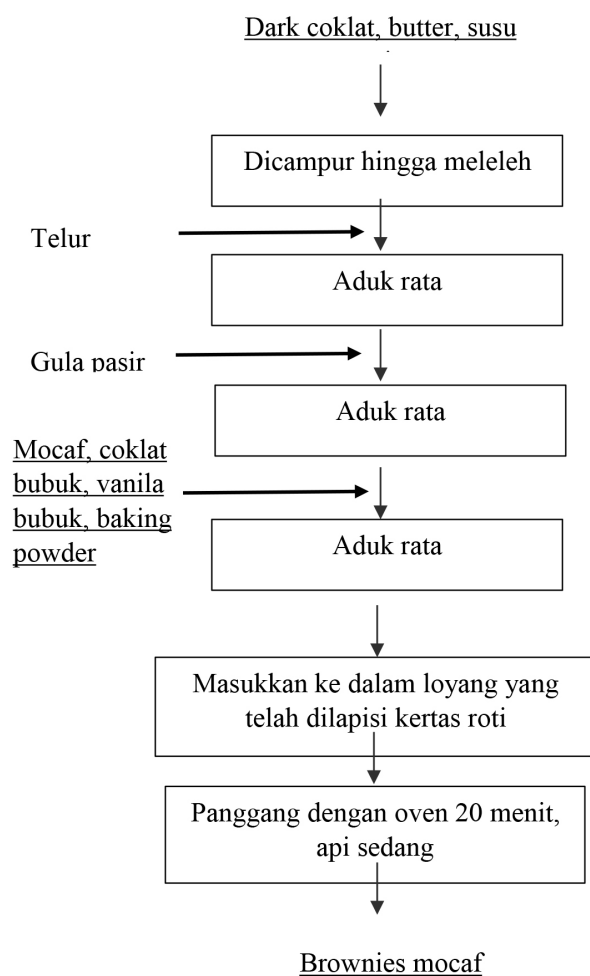 Dark coklat, butter, susu
Dicampur hingga meleleh
Telur
Aduk rata
Gula pasir
Aduk rata
Mocaf, coklat
bubuk, vanila
bubuk, baking
powder
Aduk rata
Masukkan ke dalam loyang yang
telah dilapisi kertas roti
Panggang dengan oven 20 menit,
api sedang
Brownies mocaf